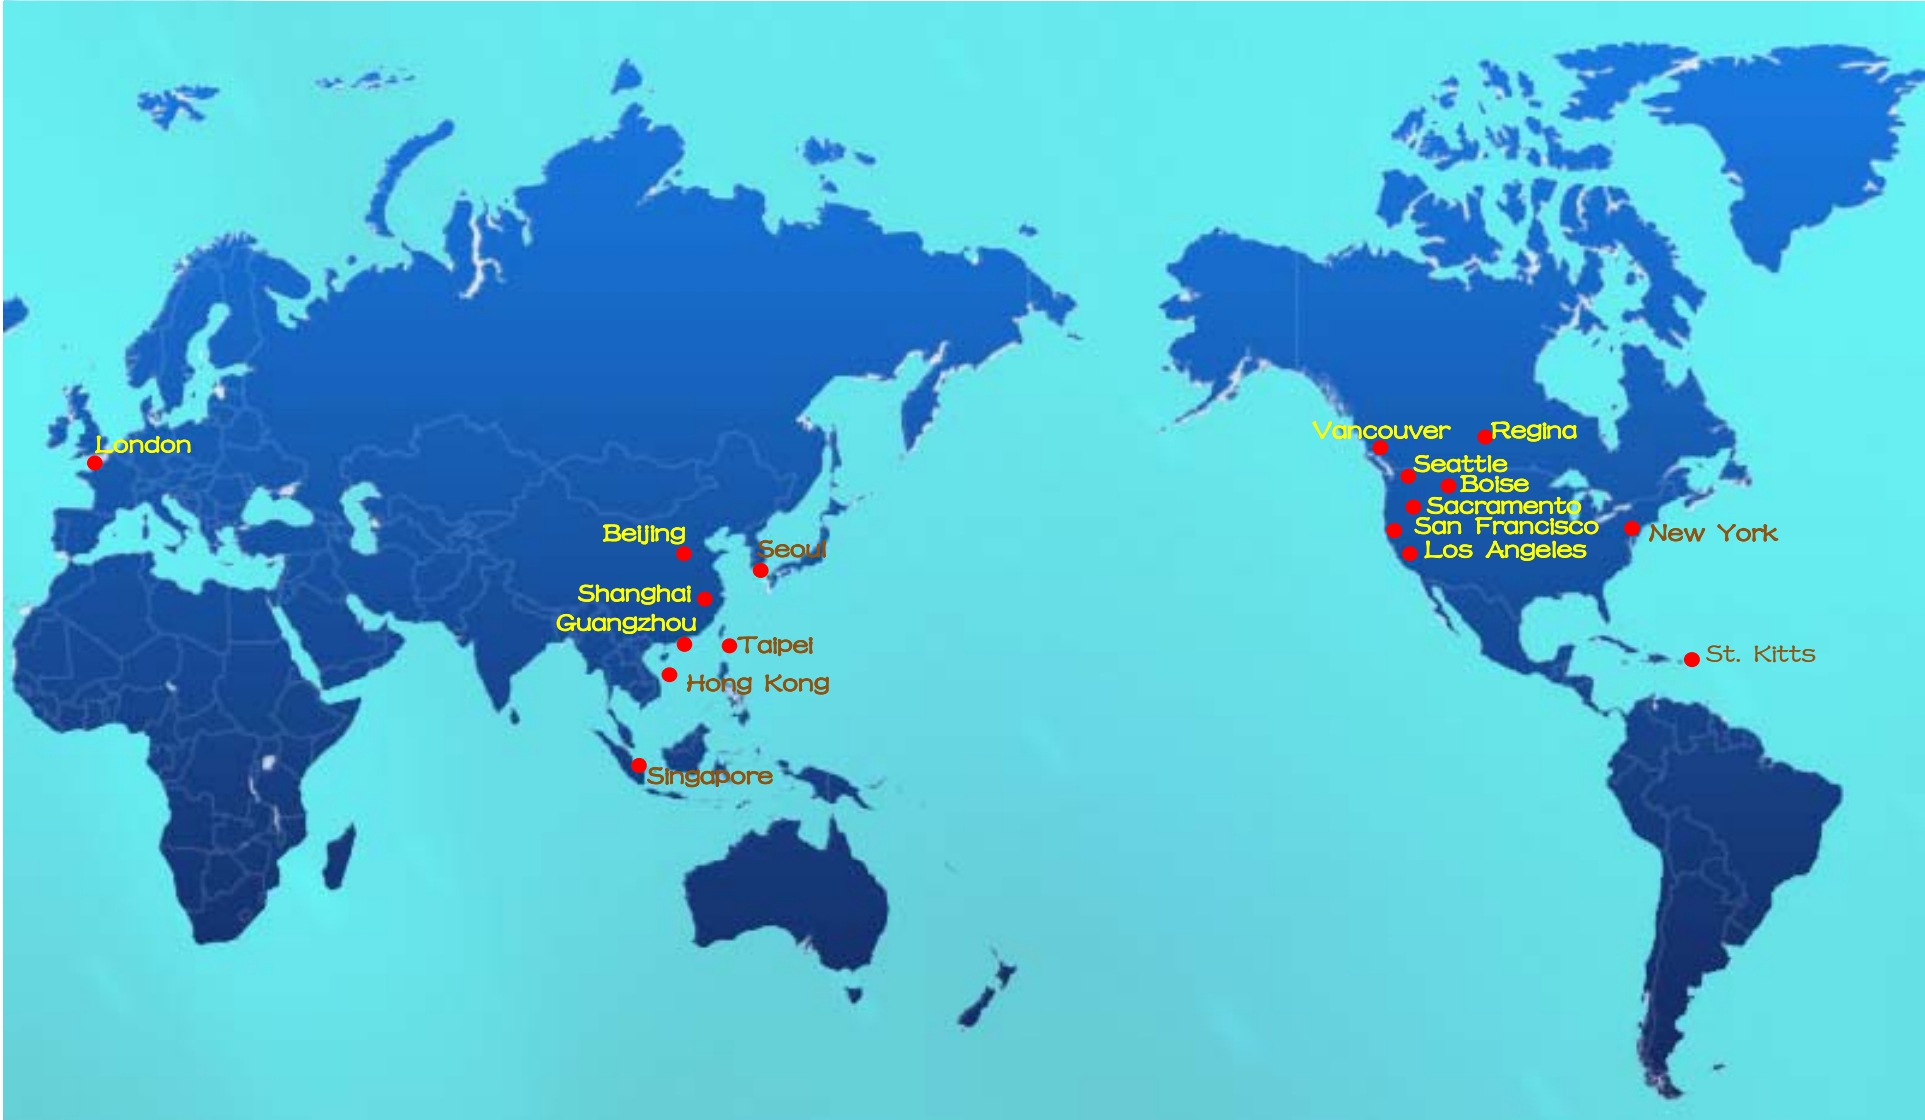 London
Vancouver
Regina
Seattle
Boise
Sacramento
San Francisco
New York
Los Angeles
Beijing
Seoul
Shanghai
Guangzhou
Taipei
St. Kitts
Hong Kong
Singapore